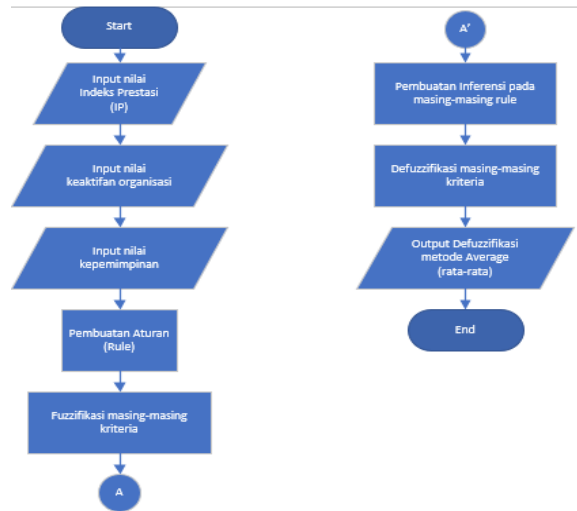 Start
Input nilai
Indeks Prestasi
(IP)
Input nilai
keaktifan organisasi
Input nilai
kepemimpinan
Pembuatan Aturan
(Rule)
Fuzzifikasi masing-masing
kriteria
A
A'
Pembuatan Inferensi pada
masing-masing rule
Defuzzifikasi masing-masing
kriteria
Output Defuzzifikasi
metode Average
(rata-rata)
End